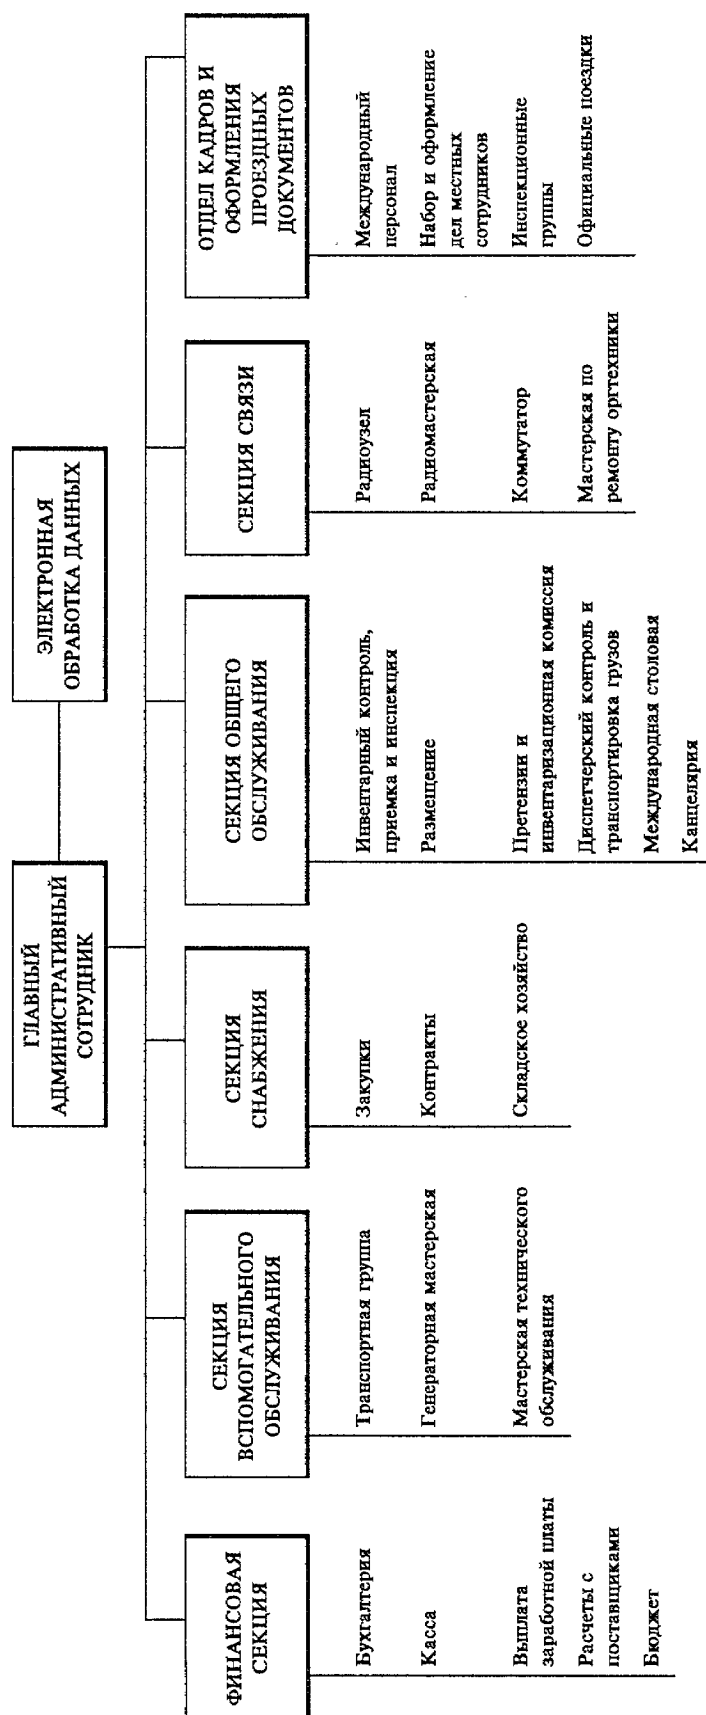 ГЛАВНЫЙ
АДМИНИСТРАТИВНЫЙ
СОТРУДНИК
ЭЛЕКТРОННАЯ
ОБРАБОТКА ДАННЫХ
ФИНАНСОВАЯ
СЕКЦИЯ
Бухгалтерия
Касса
Выплата
заработной платы
Расчеты с
поставщиками
Бюджет
СЕКЦИЯ
ВСПОМОГАТЕЛЬНОГО
ОБСЛУЖИВАНИЯ
Транспортная группа
Генераторная мастерская
Мастерская технического
обслуживания
СЕКЦИЯ
СНАБЖЕНИЯ
Закупки
Контракты
Складское хозяйство
СЕКЦИЯ ОБЩЕГО
ОБСЛУЖИВАНИЯ
Инвентарный контроль,
приемка и инспекция
Размещение
Претензии и
инвентаризационная комиссия
Диспетчерский контроль и
транспортировка грузов
Международная столовая
Канцелярия
СЕКЦИЯ СВЯЗИ
Радиоузел
Радиомастерская
Коммутатор
Мастерская по
ремонту оргтехники
ОТДЕЛ КАДРОВ И
ОФОРМЛЕНИЯ
ПРОЕЗДНЫХ
ДОКУМЕНТОВ
Международный
персонал
Набор и оформление
дел местных
сотрудников
Инспекционные
группы
Официальные поездки